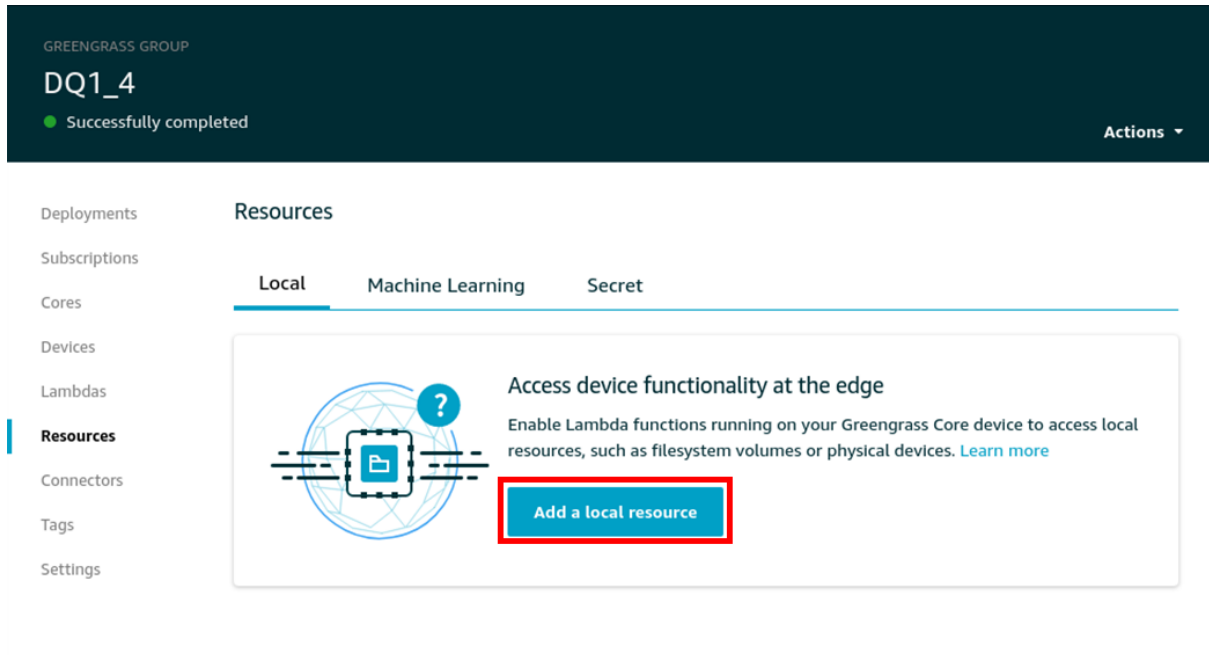 GREENGRASS GROUP
DQ1_4
Successfully completed
Actions
Deployments
Subscriptions
Cores
Devices
Lambdas
Resources
Connectors
Tags
Settings
Resources
Local Machine Learning Secret
?
Access device functionality at the edge
Enable Lambda functions running on your Greengrass Core device to access local
resources, such as filesystem volumes or physical devices. Learn more
Add a local resource